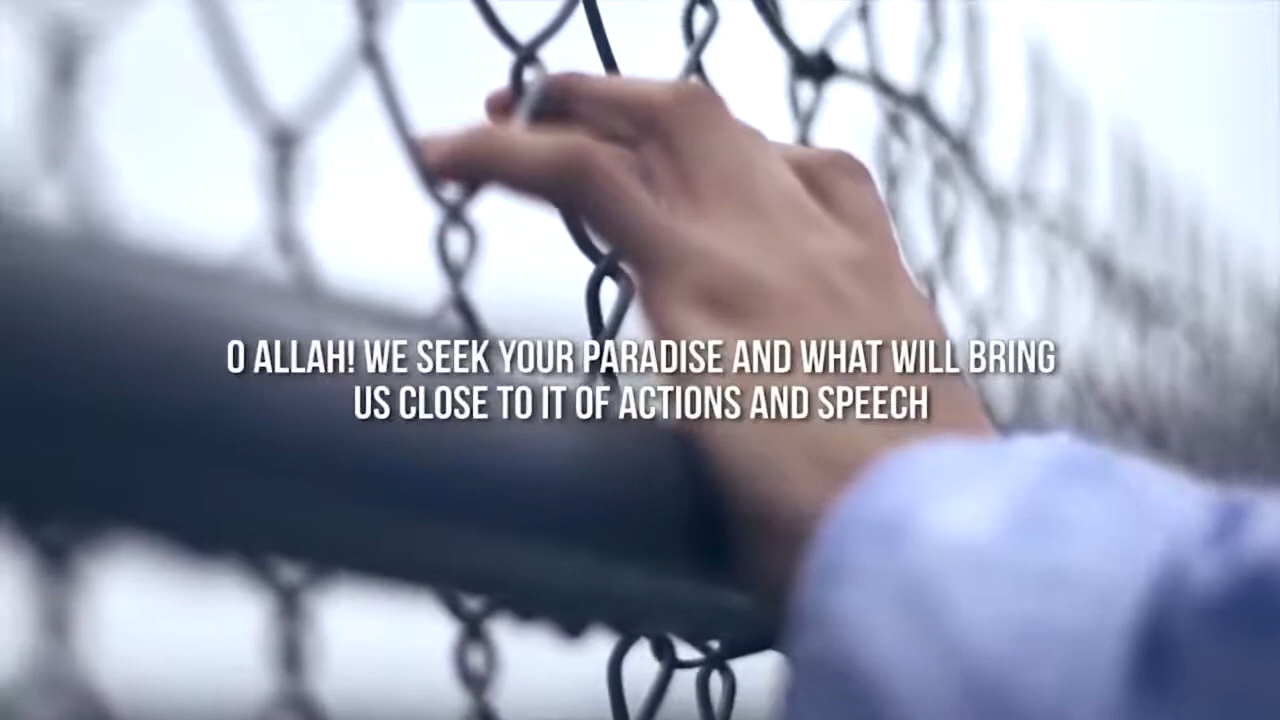 O ALLAH! WE SEEK YOUR PARADISE AND WHAT WILL BRING
US CLOSE TO IT OF ACTIONS AND SPEECH